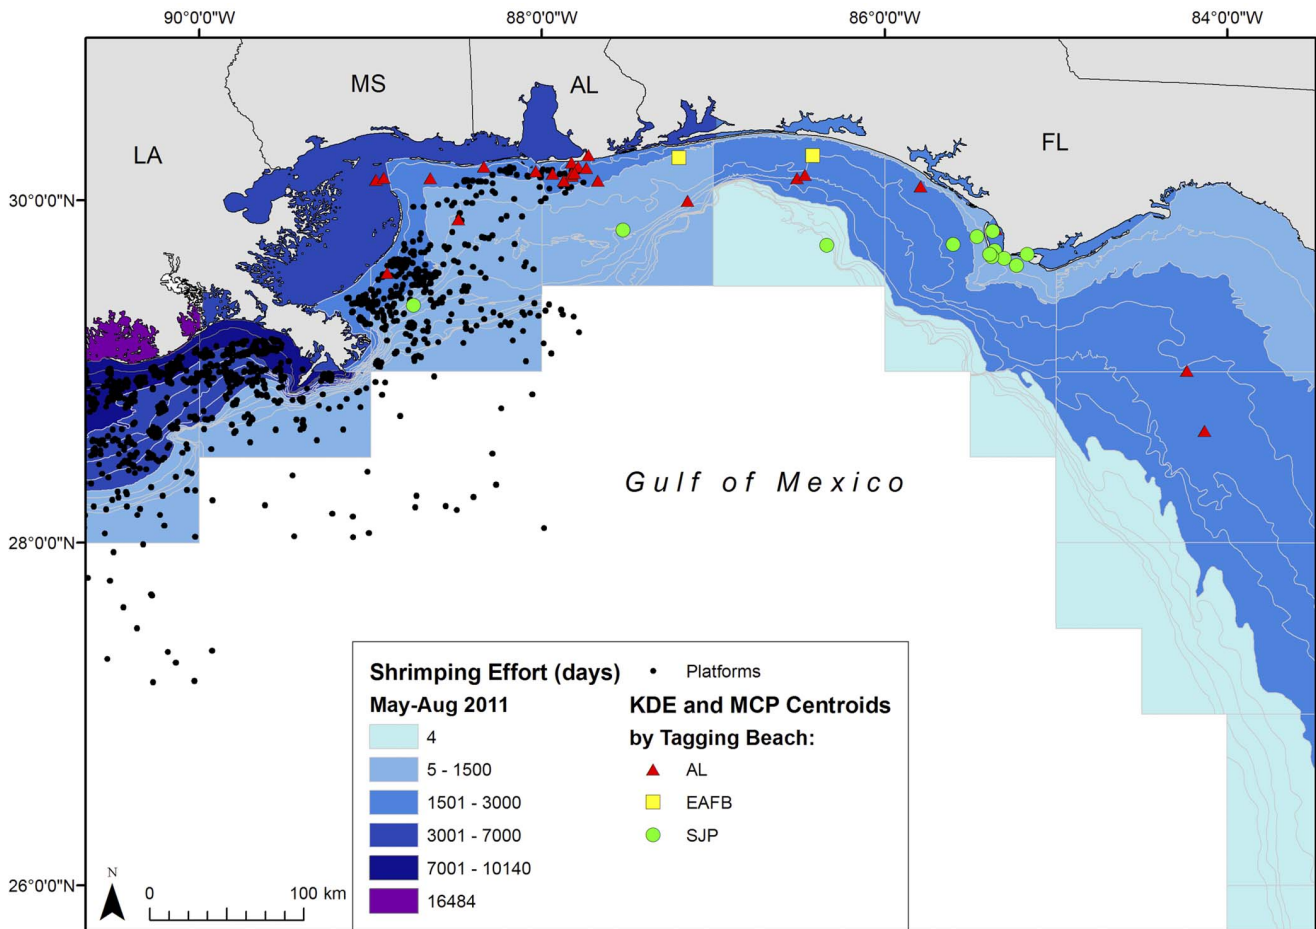 90°0'0"W 88°0'0"W 86°0'0"W 84°0'0"W
MS
AL
LA
FL
30°0'0"N
28°0'0"N
26°0'0"N
Gulf of Mexico
Shrimping Effort (days)
May-Aug 2011
4
5 - 1500
1501 - 3000
3001 - 7000
7001 - 10140
16484
Platforms
KDE and MCP Centroids
by Tagging Beach:
AL
EAFB
SJP
N
0 100 km